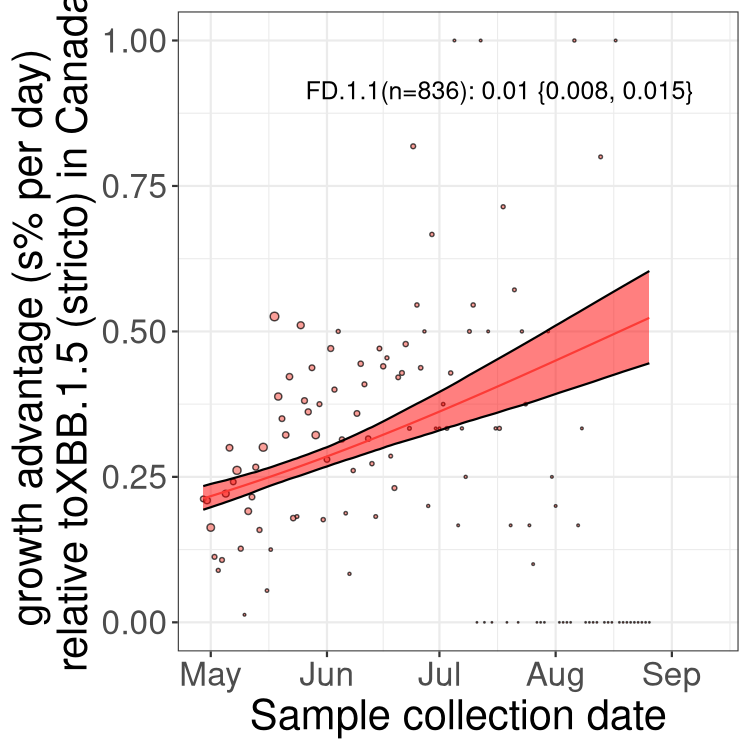 growth advantage (s% per day)
relative toXBB.1.5 (stricto) in Canada
1.00
0.75
0.50
0.25
0.00
FD.1.1(n=836): 0.01 {0.008, 0.015}
May Jun Jul Aug Sep
Sample collection date